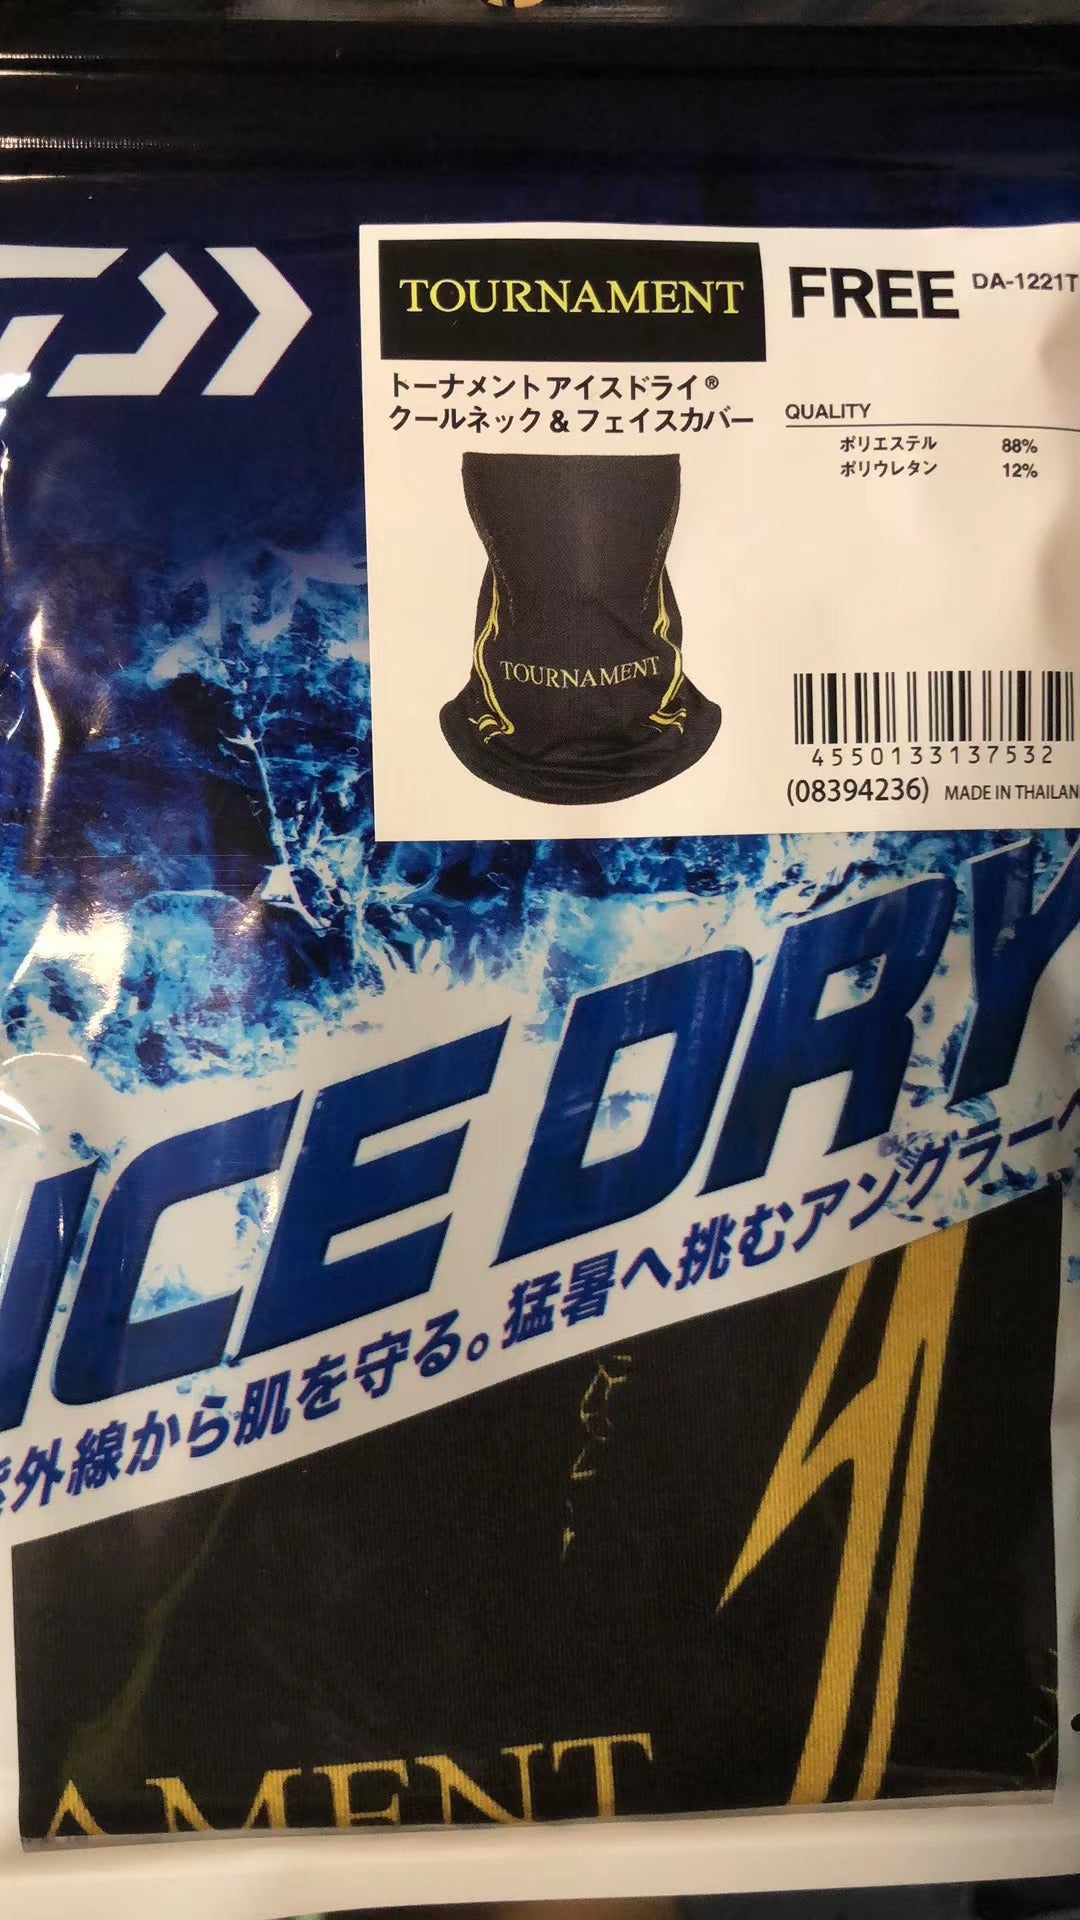 TOURNAMENT
FREE
DA-1221T
トーナメントアイスドライ®
クールネック&フェイスカバー
QUALITY
ポリエステル 88%
ポリウレタン 12%
TOURNAMENT
4550133137532
(08394236) MADE IN THAILAN
ICE DRY
外線から肌を守る。猛暑へ挑むアングラー
AMENT